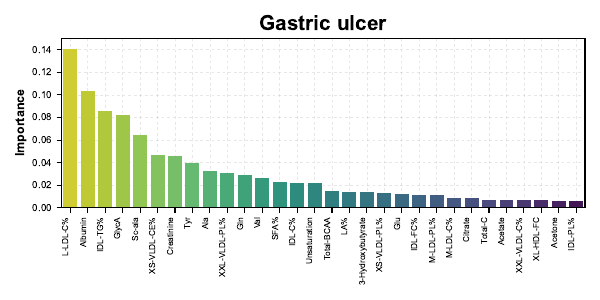 Gastric ulcer
Importance
0.14
0.12
0.10
0.08
0.06
0.04
0.02
0.00
L-LDL-C%
Albumin
IDL-TG%
GlycA
Sc-ala
XS-VLDL-CE%
Creatinine
Tyr
Ala
XXL-VLDL-PL%
Gln
Val
SFA%
IDL-C%
Unsaturation
Total-BCAA
LA%
3-Hydroxybutyrate
XS-VLDL-PL%
Glu
IDL-FC%
M-LDL-PL%
M-LDL-C%
Citrate
Total-C
Acetate
XXL-VLDL-C%
XL-HDL-FC
Acetone
IDL-PL%